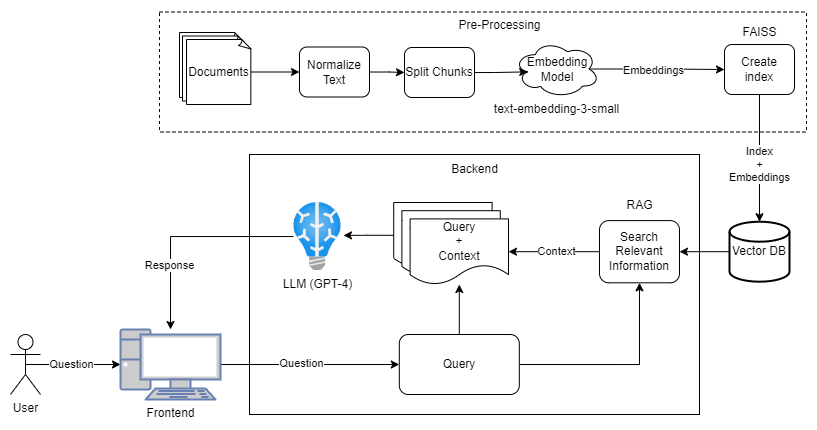 Pre-Processing
FAISS
Documents
Normalize
Text
Split Chunks
Embedding
Model
Embeddings
Create
index
text-embedding-3-small
Index
+
Embeddings
Backend
RAG
Query
+
Context
Context
Search
Relevant
Information
Vector DB
Response
LLM (GPT-4)
Question
Question
Query
User
Frontend